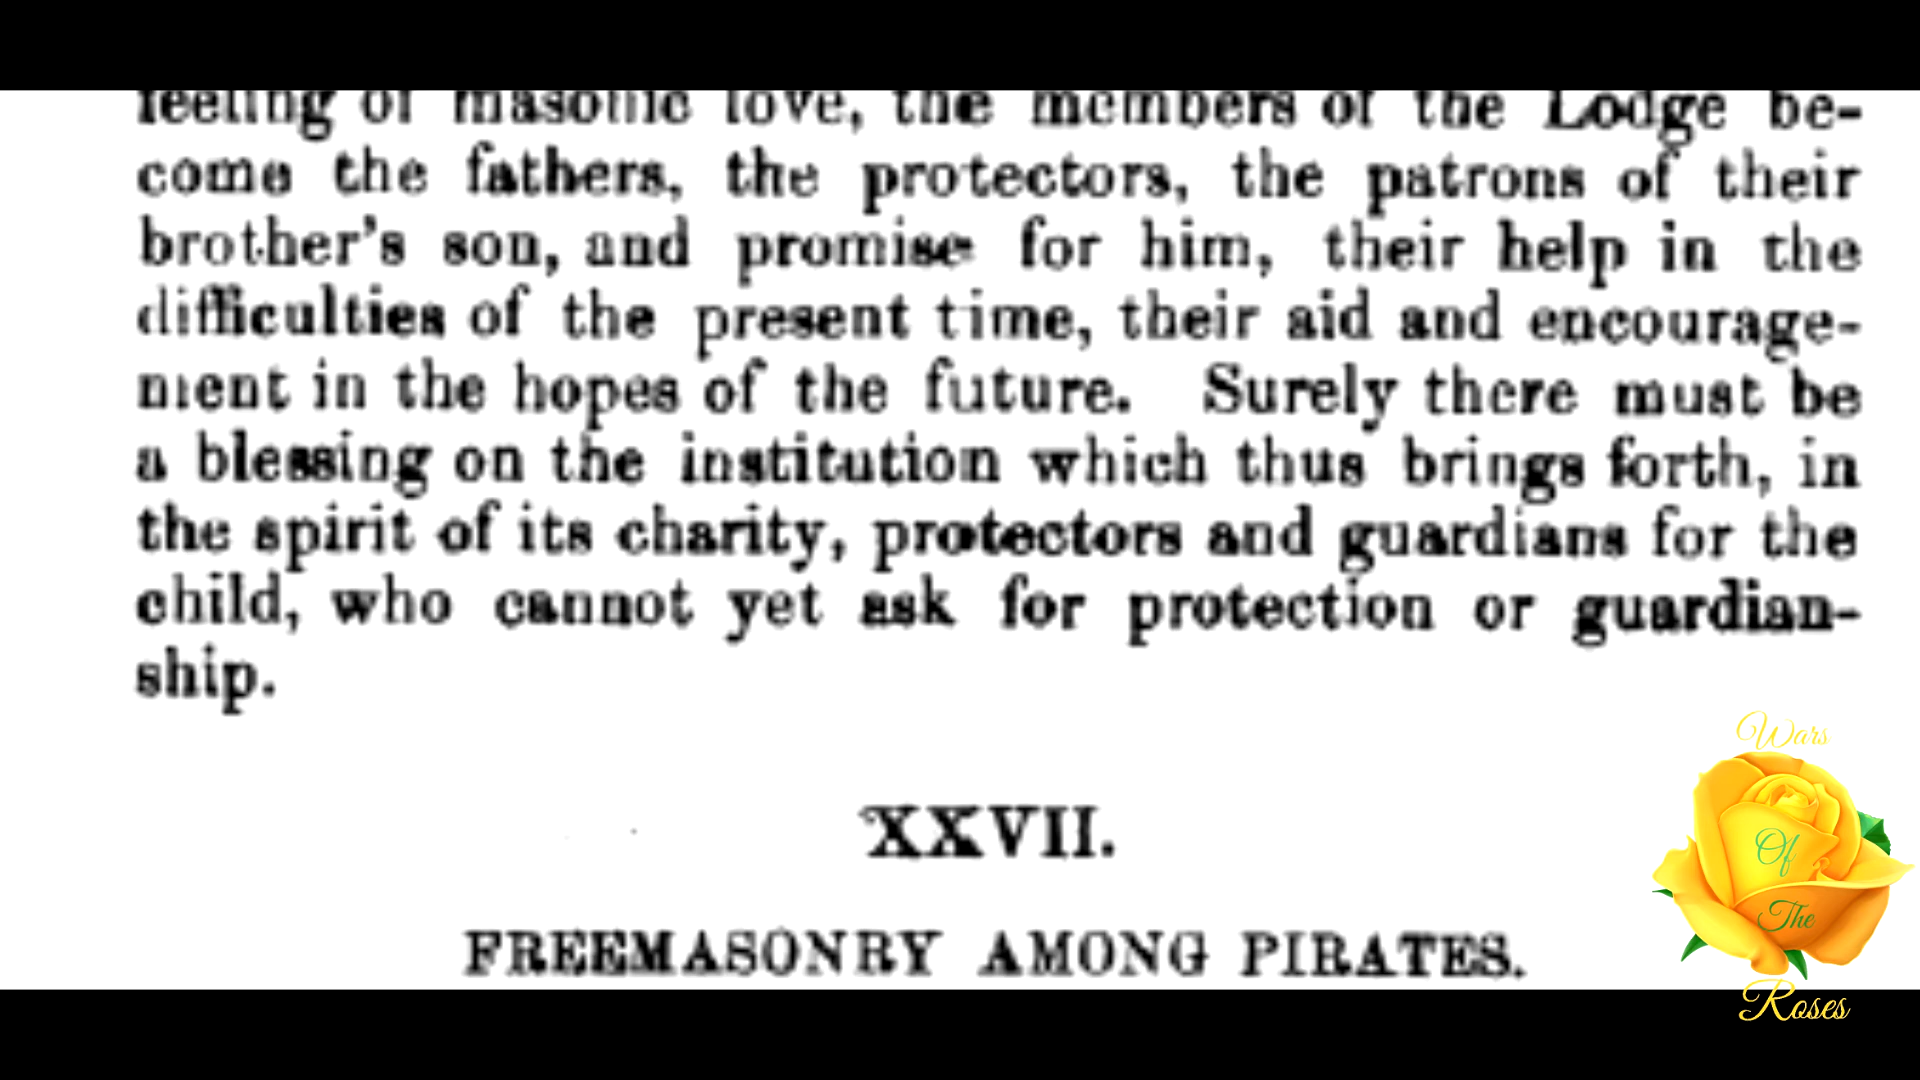 feeling of masonic love, the members of the Lodge be-
come the fathers, the protectors, the patrons of their
brother's son, and promise for him, their help in the
difficulties of the present time, their aid and encourage-
ment in the hopes of the future. Surely there must be
a blessing on the institution which thus brings forth, in
the spirit of its charity, protectors and guardians for the
child, who cannot yet ask for protection or guardian-
ship.
XXVII.
FREEMASONRY AMONG PIRATES.
Wars
Of
The
Roses